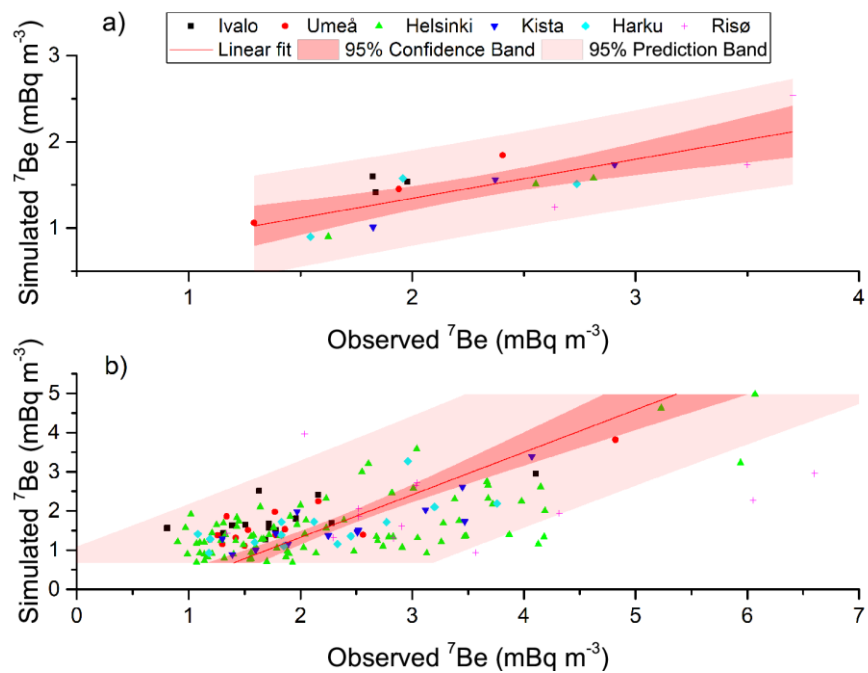 Ivalo Umeå Helsinki Kista Harku Risø
Linear fit 95% Confidence Band 95% Prediction Band
a)
3
2
1
Simulated ⁷Be (mBq m⁻³)
1 2 3 4
Observed ⁷Be (mBq m⁻³)
b)
5
4
3
2
1
0
Simulated ⁷Be (mBq m⁻³)
0 1 2 3 4 5 6 7
Observed ⁷Be (mBq m⁻³)